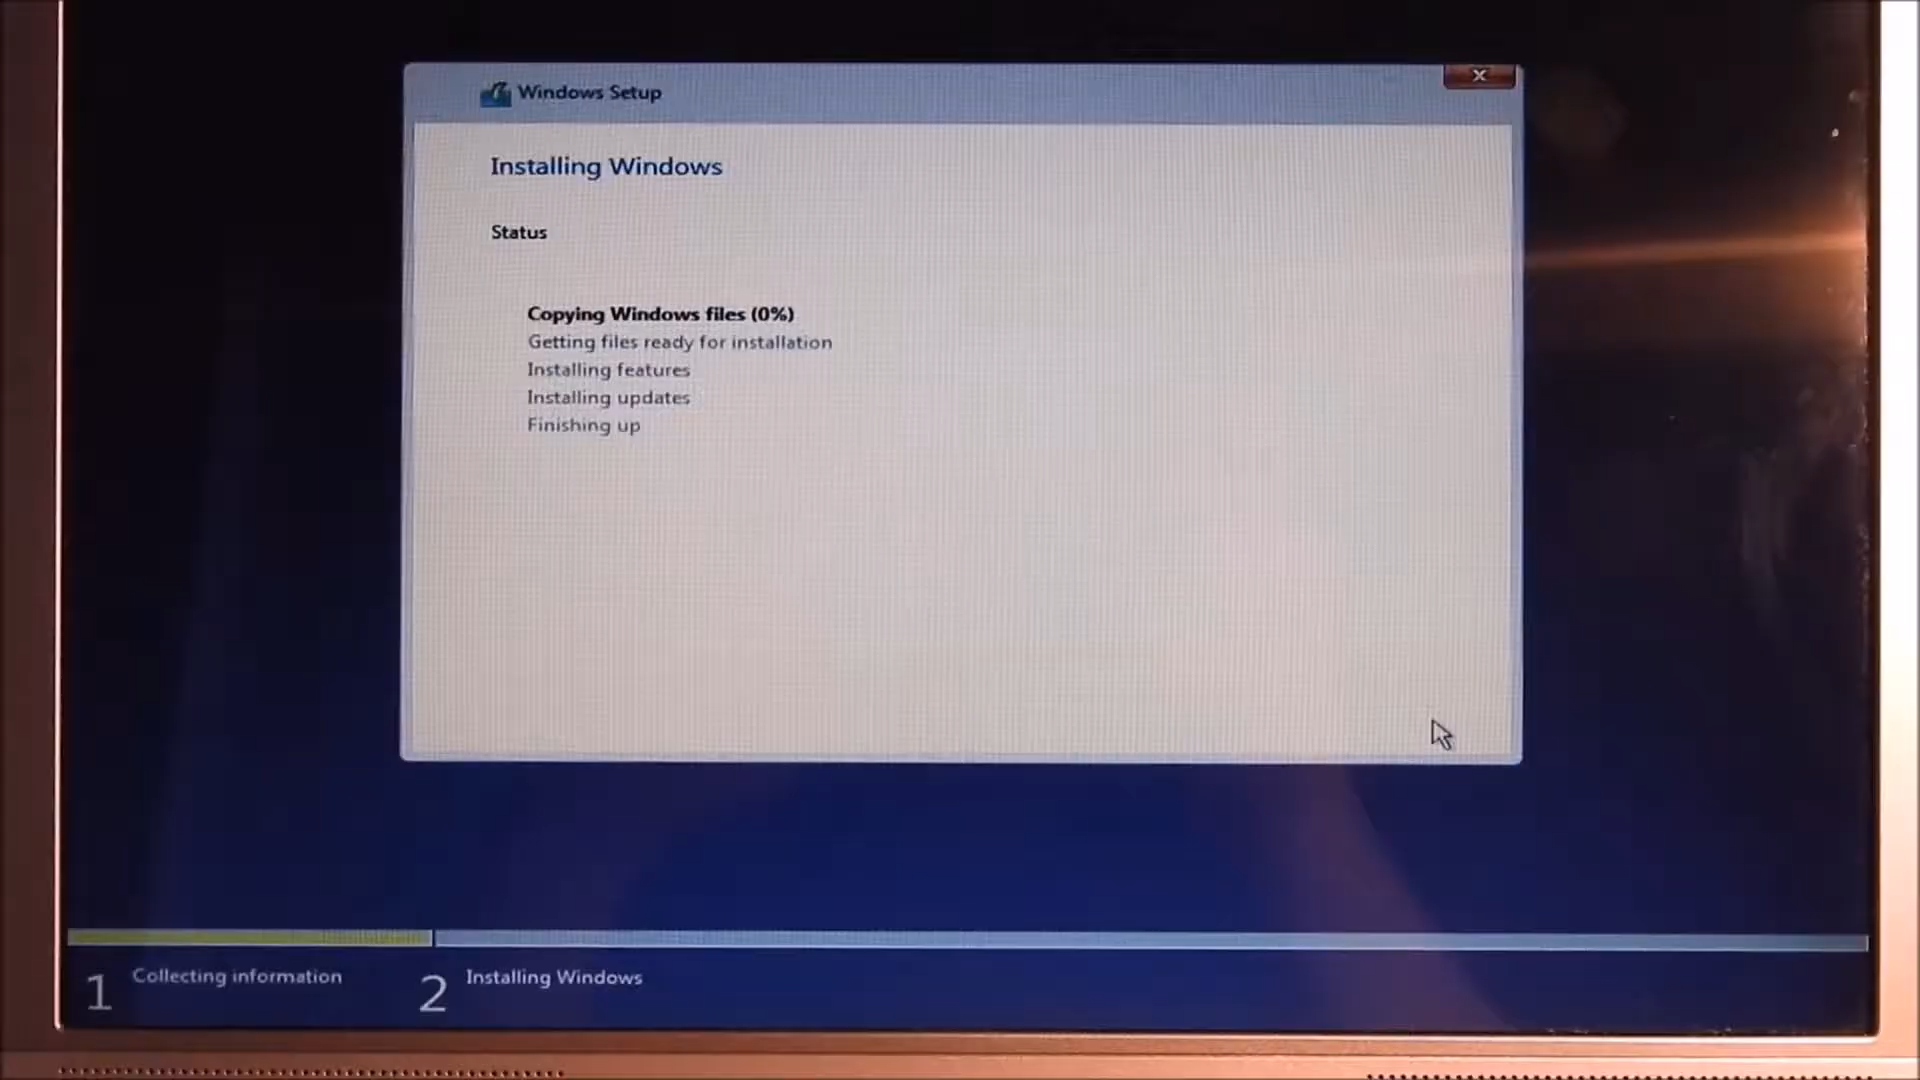 Windows Setup
Installing Windows
Status
Copying Windows files (0%)
Getting files ready for installation
Installing features
Installing updates
Finishing up
1 Collecting information
2 Installing Windows